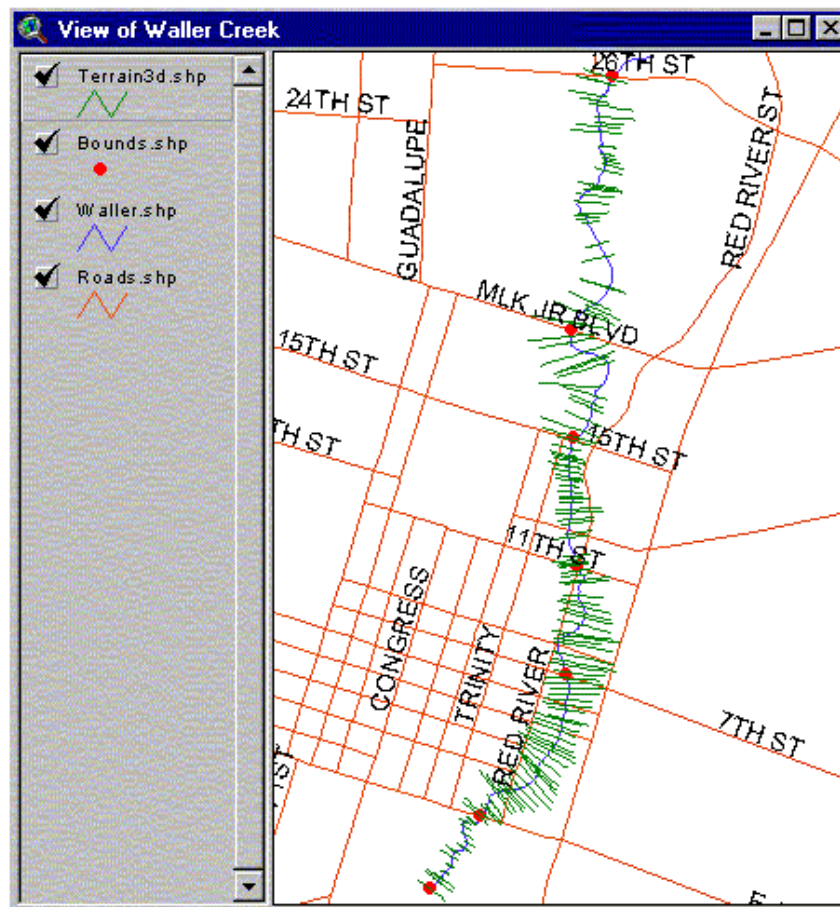 View of Waller Creek
Terrain3d.shp
Bounds.shp
Waller.shp
Roads.shp
26TH ST
24TH ST
GUADALUPE
RED RIVER ST
MLK JR BLVD
15TH ST
15TH ST
TH ST
11TH ST
CONGRESS
TRINITY
RED RIVER
7TH ST
ST